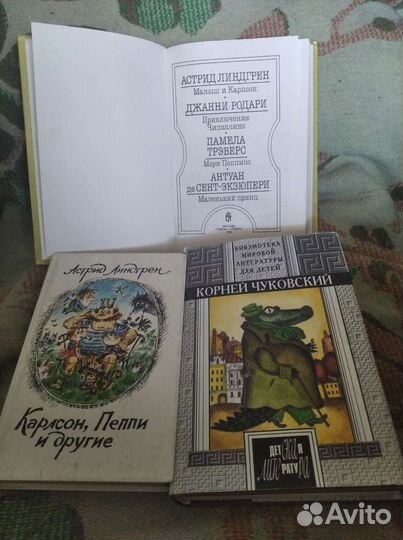 АСТРИД ЛИНДГРЕН
Малыш и Карлсон
ДЖАННИ РОДАРИ
Приключения
Чиполлино
ПАМЕЛА
ТРЭВЕРС
Мэри Поппинс
АНТУАН
де СЕНТ-ЭКЗЮПЕРИ
Маленький принц
МОСКВА
Астрид Линдгрен
Карлсон, Пеппи
и другие
БИБЛИОТЕКА
МИРОВОЙ
ЛИТЕРАТУРЫ
ДЛЯ ДЕТЕЙ
КОРНЕЙ ЧУКОВСКИЙ
ДЕТСКАЯ
ЛИТЕРАТУРА
Avito